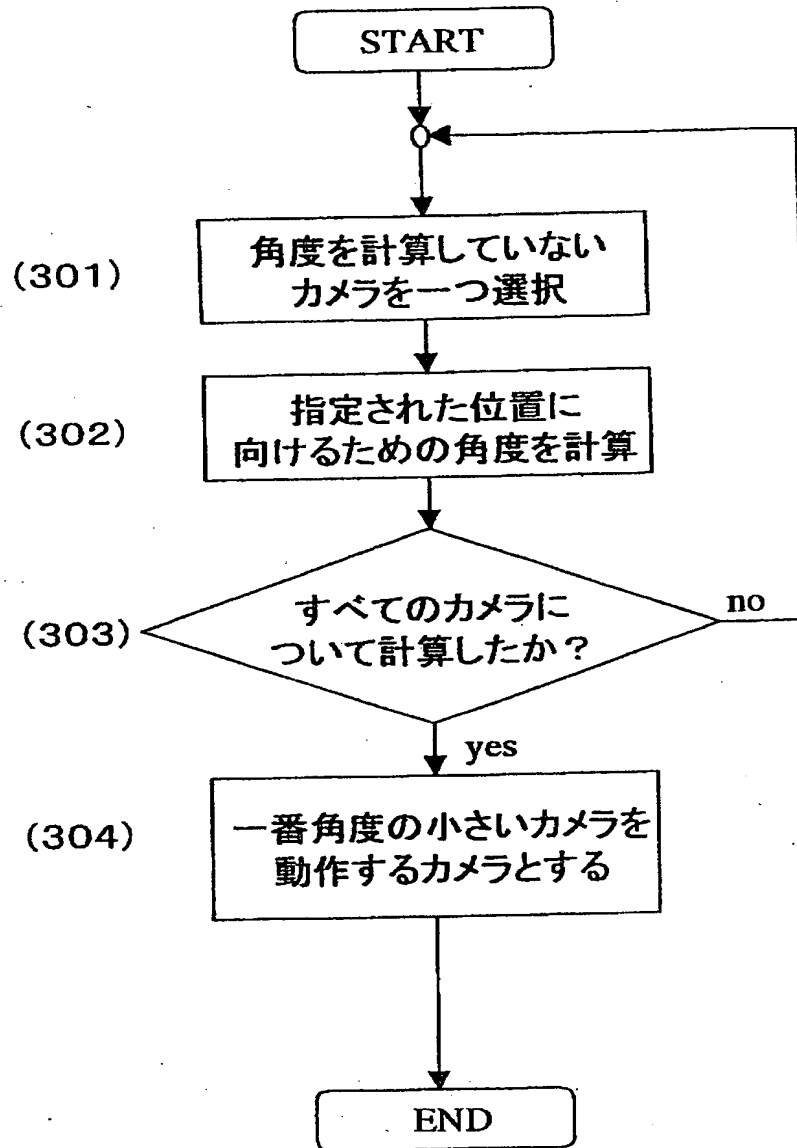 START
(301)
角度を計算していない
カメラを一つ選択
(302)
指定された位置に
向けるための角度を計算
(303)
すべてのカメラに
ついて計算したか?
no
yes
(304)
一番角度の小さいカメラを
動作するカメラとする
END